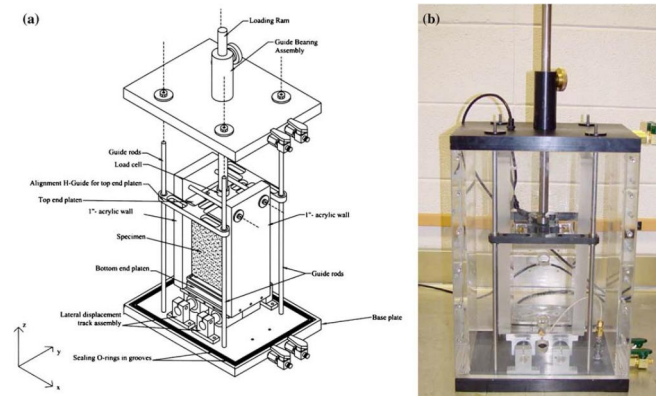 (a)
Loading Ram
Guide Bearing
Assembly
Guide rods
Load cell
Alignment H-Guide for top end platen
Top end platen
1"- acrylic wall
1"- acrylic wall
Specimen
Bottom end platen
Guide rods
Lateral displacement
track assembly
Base plate
Sealing O-rings in grooves
z
y
x
(b)